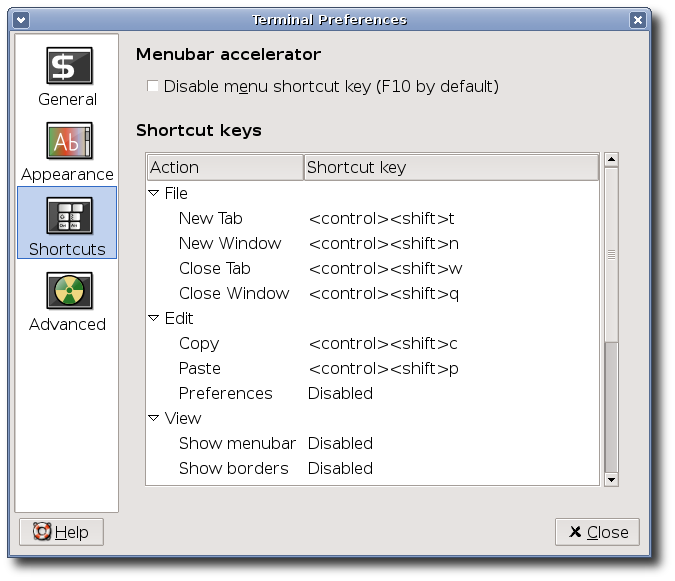 Terminal Preferences
General
Appearance
Shortcuts
Advanced
Menubar accelerator
Disable menu shortcut key (F10 by default)
Shortcut keys
Action Shortcut key
File
New Tab <control><shift>t
New Window <control><shift>n
Close Tab <control><shift>w
Close Window <control><shift>q
Edit
Copy <control><shift>c
Paste <control><shift>p
Preferences Disabled
View
Show menubar Disabled
Show borders Disabled
Help
Close